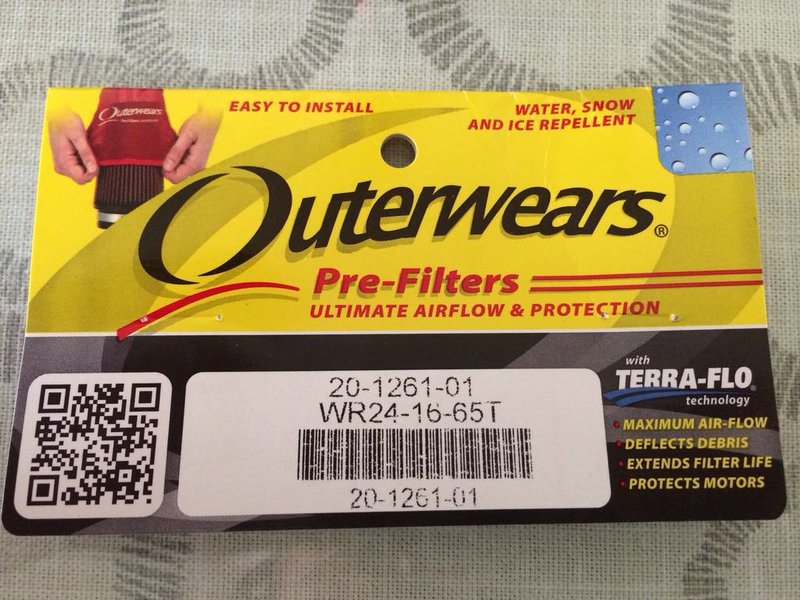 Outerwears
EASY TO INSTALL
WATER, SNOW
AND ICE REPELLENT
Outerwears®
Pre-Filters
ULTIMATE AIRFLOW & PROTECTION
with
TERRA-FLO®
technology
• MAXIMUM AIR-FLOW
• DEFLECTS DEBRIS
• EXTENDS FILTER LIFE
• PROTECTS MOTORS
20-1261-01
WR24-16-65T
20-1261-01